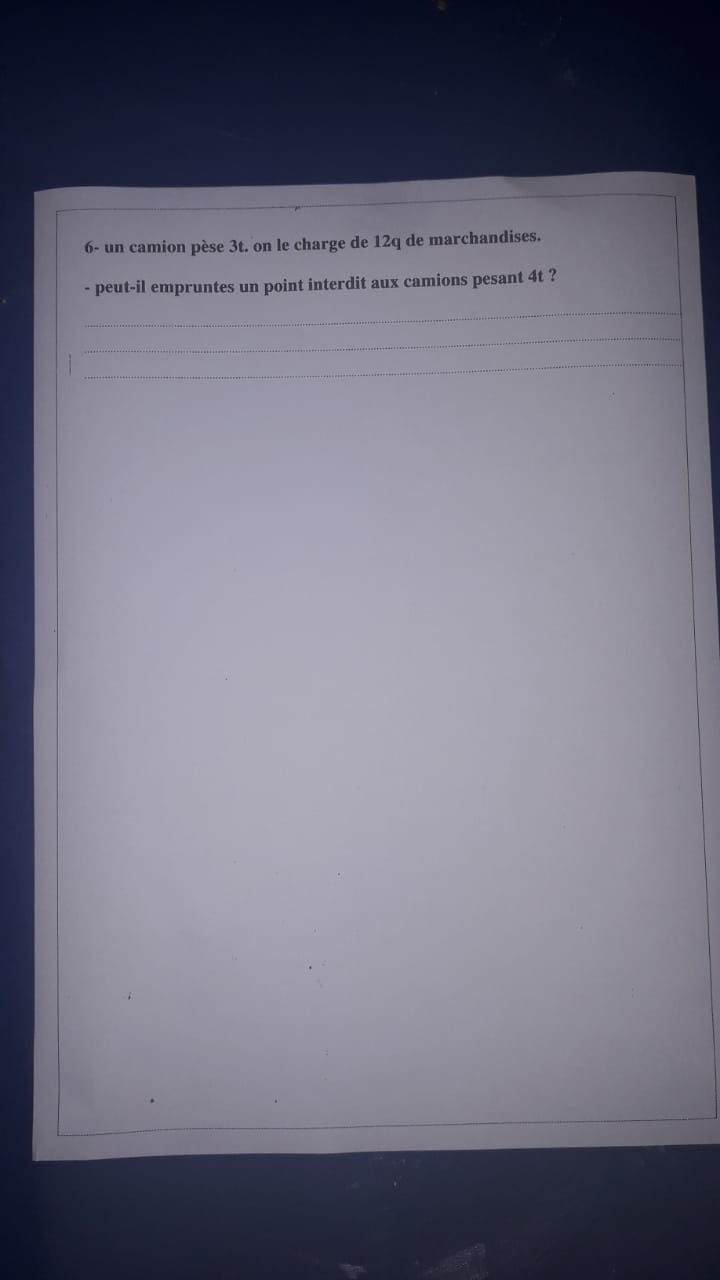 6- un camion pèse 3t. on le charge de 12q de marchandises.
- peut-il empruntes un point interdit aux camions pesant 4t ?